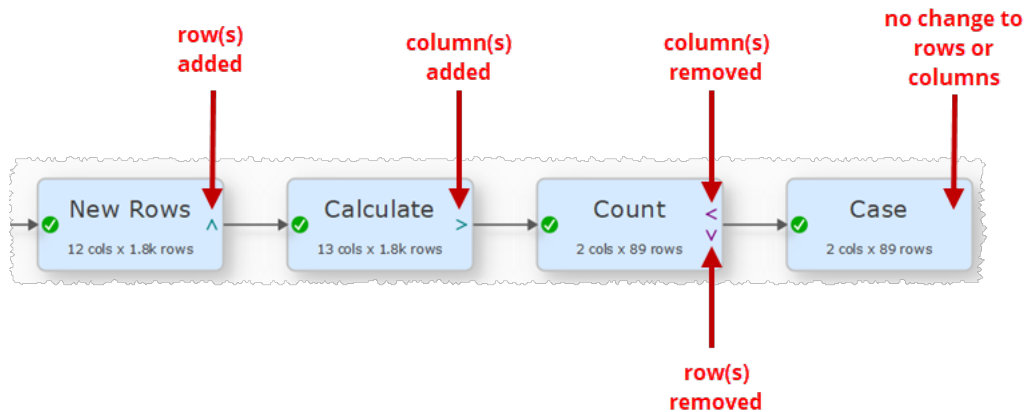 row(s)
added
column(s)
added
column(s)
removed
no change to
rows or
columns
New Rows
^
12 cols x 1.8k rows
Calculate
>
13 cols x 1.8k rows
Count
<
v
2 cols x 89 rows
Case
2 cols x 89 rows
row(s)
removed